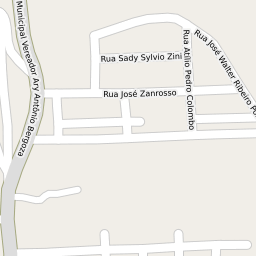 Municipal Vereador Ary Antônio Bergoza
Rua Sady Sylvio Zini
Rua José Zanrosso
Rua Atílio Pedro Colombo
Rua José Walter Ribeiro